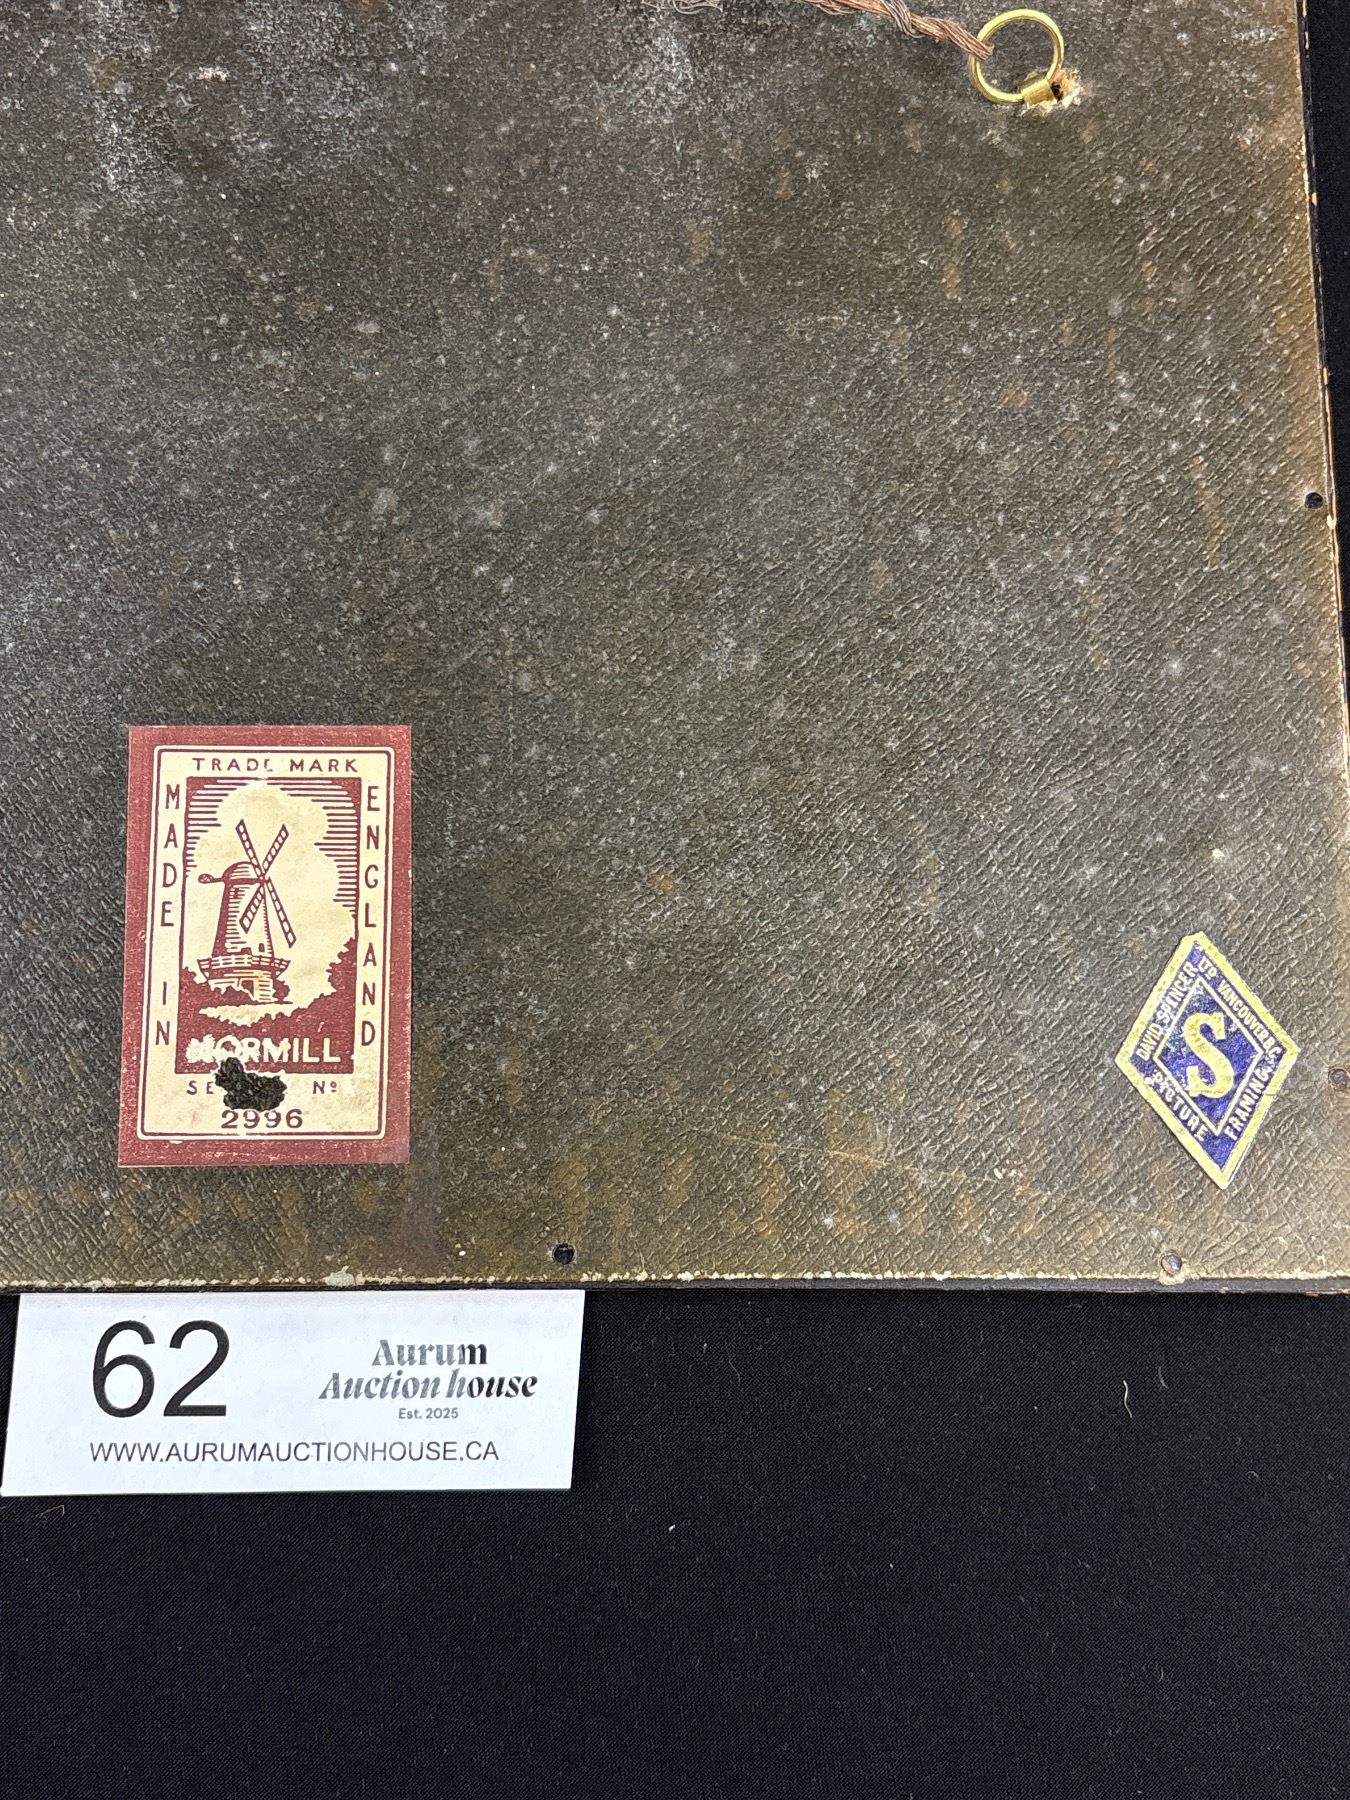 TRADE MARK
MADE IN
ENGLAND
NORMILL
Nº
2996
DAVID SPENCER LTD VANCOUVER B.C.
S
PICTURE FRAMING
62
Aurum
Auction house
Est. 2025
WWW.AURUMAUCTIONHOUSE.CA